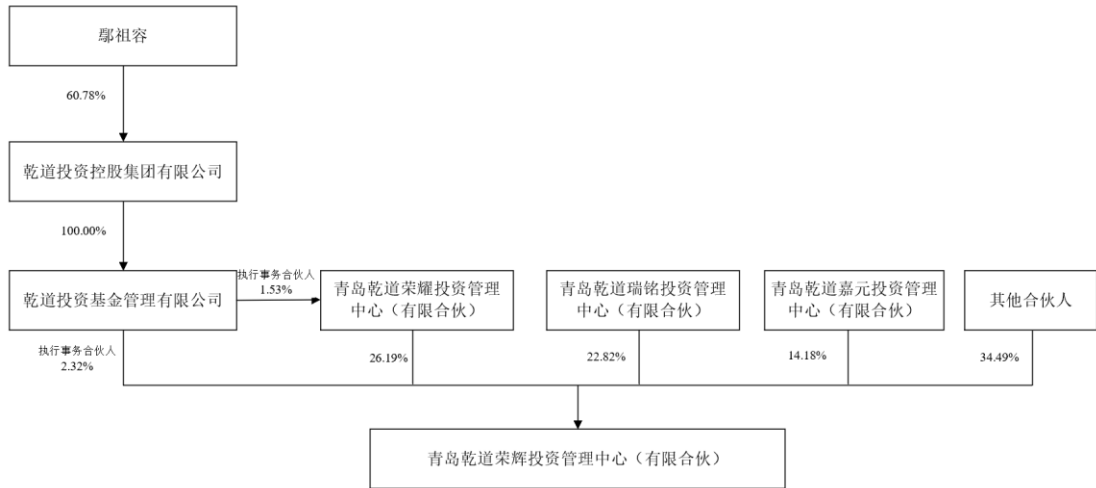 鄢祖容
60.78%
乾道投资控股集团有限公司
100.00%
乾道投资基金管理有限公司
执行事务合伙人
1.53%
青岛乾道荣耀投资管理
中心（有限合伙）
青岛乾道瑞铭投资管理
中心（有限合伙）
青岛乾道嘉元投资管理
中心（有限合伙）
其他合伙人
执行事务合伙人
2.32%
26.19%
22.82%
14.18%
34.49%
青岛乾道荣辉投资管理中心（有限合伙）